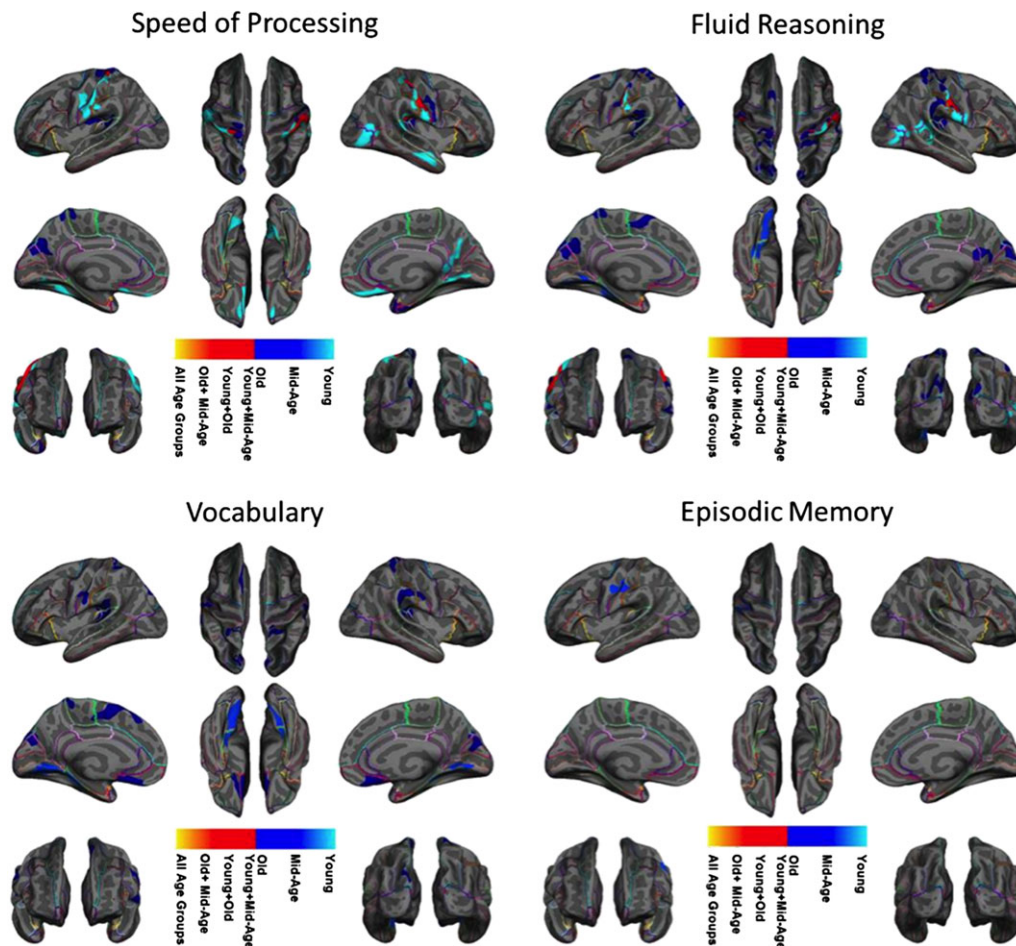 Speed of Processing
Fluid Reasoning
All Age Groups
Old+ Mid-Age
Young+Old
Young+Mid-Age
Old
Mid-Age
Young
All Age Groups
Old+ Mid-Age
Young+Old
Young+Mid-Age
Old
Mid-Age
Young
Vocabulary
Episodic Memory
All Age Groups
Old+ Mid-Age
Young+Old
Young+Mid-Age
Old
Mid-Age
Young
All Age Groups
Old+ Mid-Age
Young+Old
Young+Mid-Age
Old
Mid-Age
Young